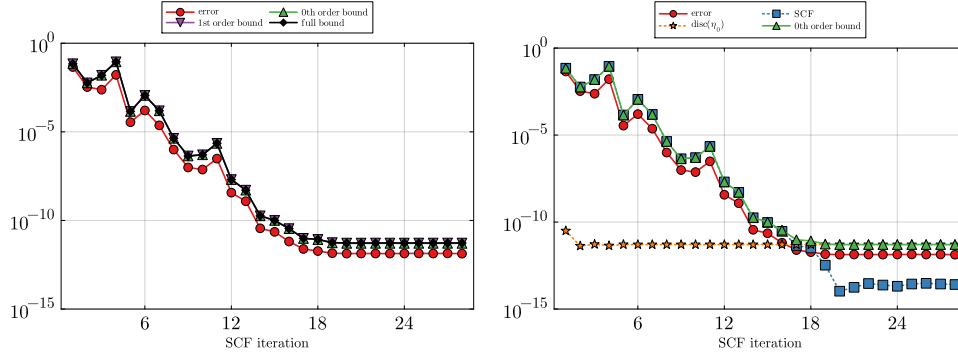 error
0th order bound
1st order bound
full bound
10^0
10^-5
10^-10
10^-15
6
12
18
24
SCF iteration
error
SCF
disc(η_0)
0th order bound
10^0
10^-5
10^-10
10^-15
6
12
18
24
SCF iteration